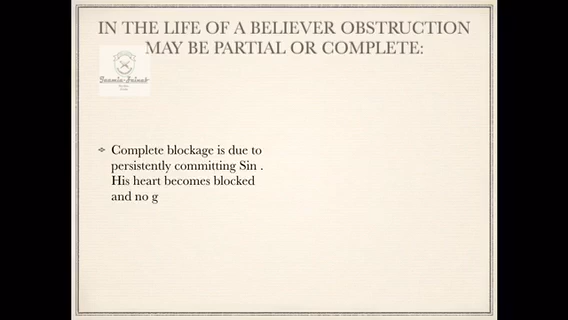 IN THE LIFE OF A BELIEVER OBSTRUCTION
MAY BE PARTIAL OR COMPLETE:
Complete blockage is due to
persistently committing Sin .
His heart becomes blocked
and no g